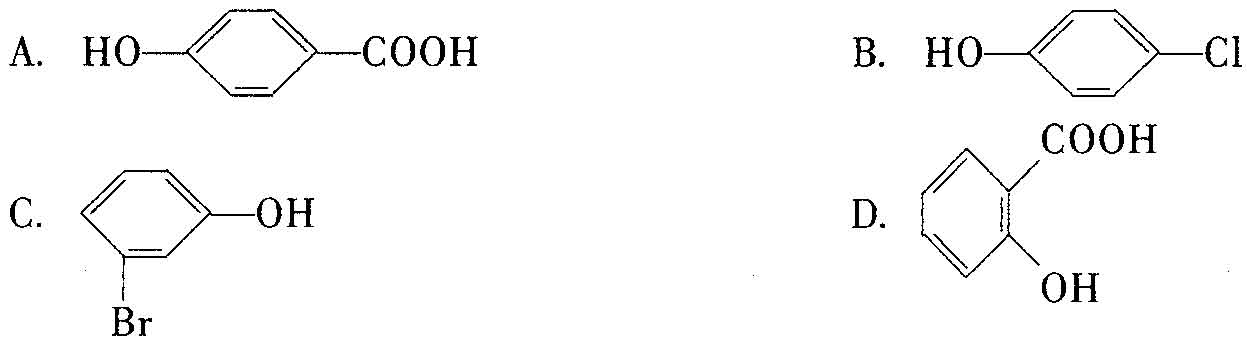 A. HO COOH
B. HO Cl
COOH
C. OH
D.
OH
Br